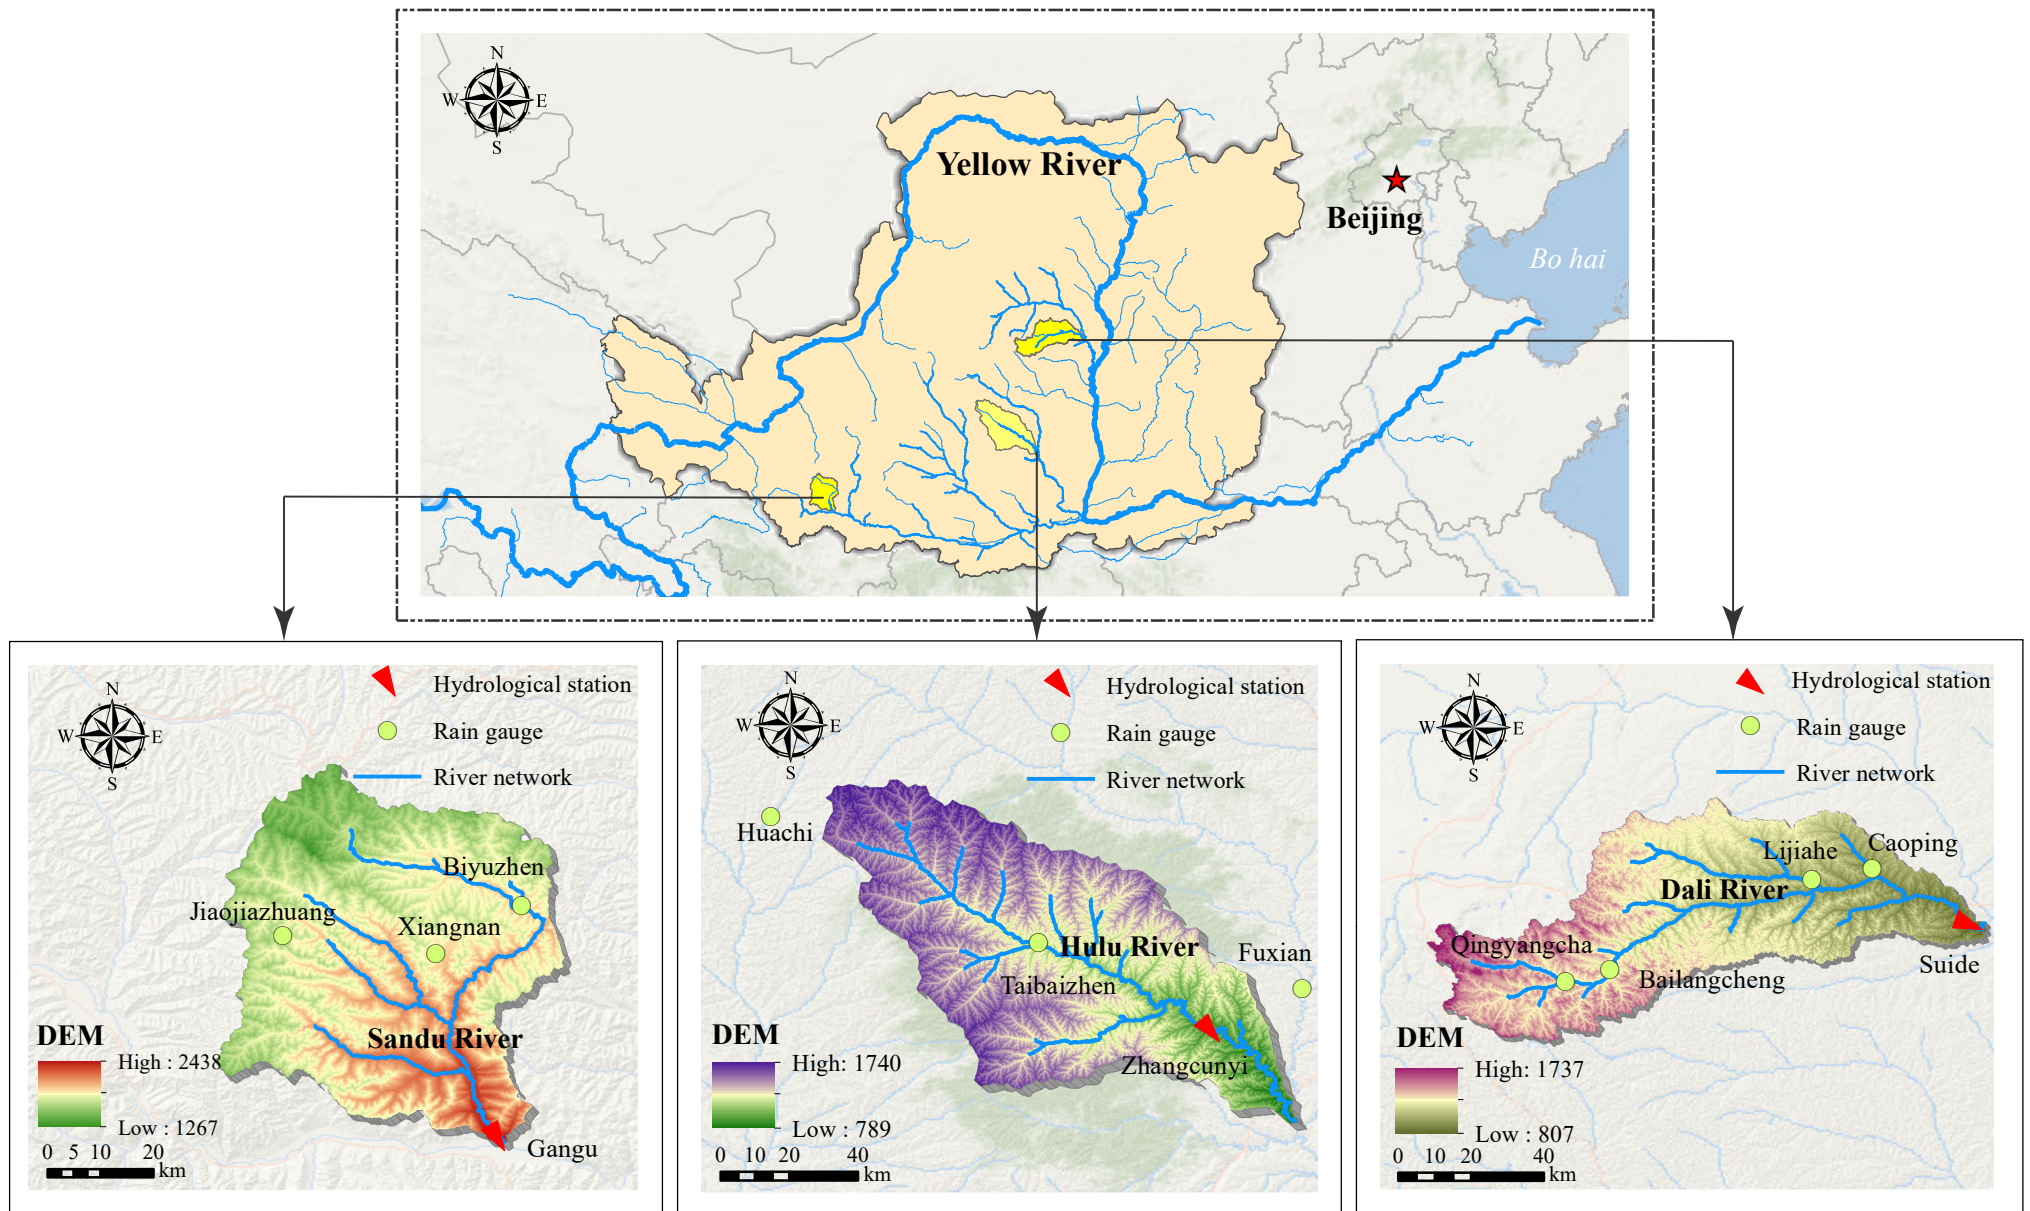 N
W E
S
Yellow River
Beijing
Bo hai
Hydrological station
Rain gauge
River network
N
W E
S
Biyuzhen
Jiaojiazhuang
Xiangnan
Sandu River
DEM
High : 2438
Low : 1267
0 5 10 20
km
Gangu
Hydrological station
Rain gauge
River network
N
W E
S
Huachi
Hulu River
Fuxian
Taibaizhen
Zhangcunyi
DEM
High: 1740
Low : 789
0 10 20 40
km
Hydrological station
Rain gauge
River network
N
W E
S
Caoping
Lijiahe
Dali River
Qingyangcha
Bailangcheng
Suide
DEM
High: 1737
Low : 807
0 10 20 40
km